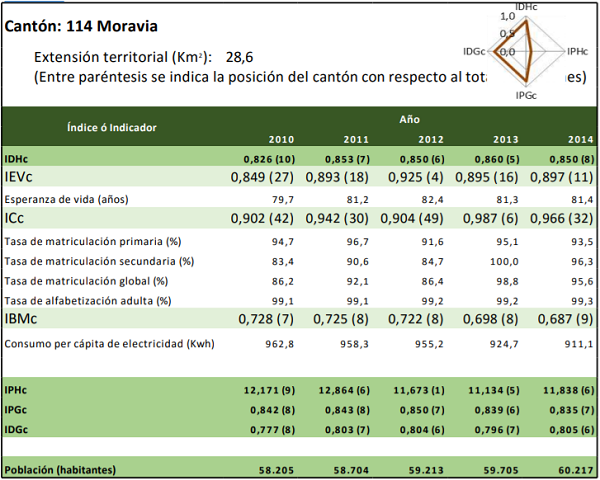 IDHc
Cantón: 114 Moravia
1,0
0,5
0,0
IDGc
IPHc
IPGc
Extensión territorial (Km²): 28,6
(Entre paréntesis se indica la posición del cantón con respecto al
Índice ó Indicador Año
2010 2011 2012 2013 2014
IDHc 0,826 (10) 0,853 (7) 0,850 (6) 0,860 (5) 0,850 (8)
IEVc 0,849 (27) 0,893 (18) 0,925 (4) 0,895 (16) 0,897 (11)
Esperanza de vida (años) 79,7 81,2 82,4 81,3 81,4
ICc 0,902 (42) 0,942 (30) 0,904 (49) 0,987 (6) 0,966 (32)
Tasa de matriculación primaria (%) 94,7 96,7 91,6 95,1 93,5
Tasa de matriculación secundaria (%) 83,4 90,6 84,7 100,0 96,3
Tasa de matriculación global (%) 86,2 92,1 86,4 98,8 95,6
Tasa de alfabetización adulta (%) 99,1 99,1 99,2 99,2 99,3
IBMc 0,728 (7) 0,725 (8) 0,722 (8) 0,698 (8) 0,687 (9)
Consumo per cápita de electricidad (Kwh) 962,8 958,3 955,2 924,7 911,1
IPHc 12,171 (9) 12,864 (6) 11,673 (1) 11,134 (5) 11,838 (6)
IPGc 0,842 (8) 0,843 (8) 0,850 (7) 0,839 (6) 0,835 (7)
IDGc 0,777 (8) 0,803 (7) 0,804 (6) 0,796 (7) 0,805 (6)
Población (habitantes) 58.205 58.704 59.213 59.705 60.217